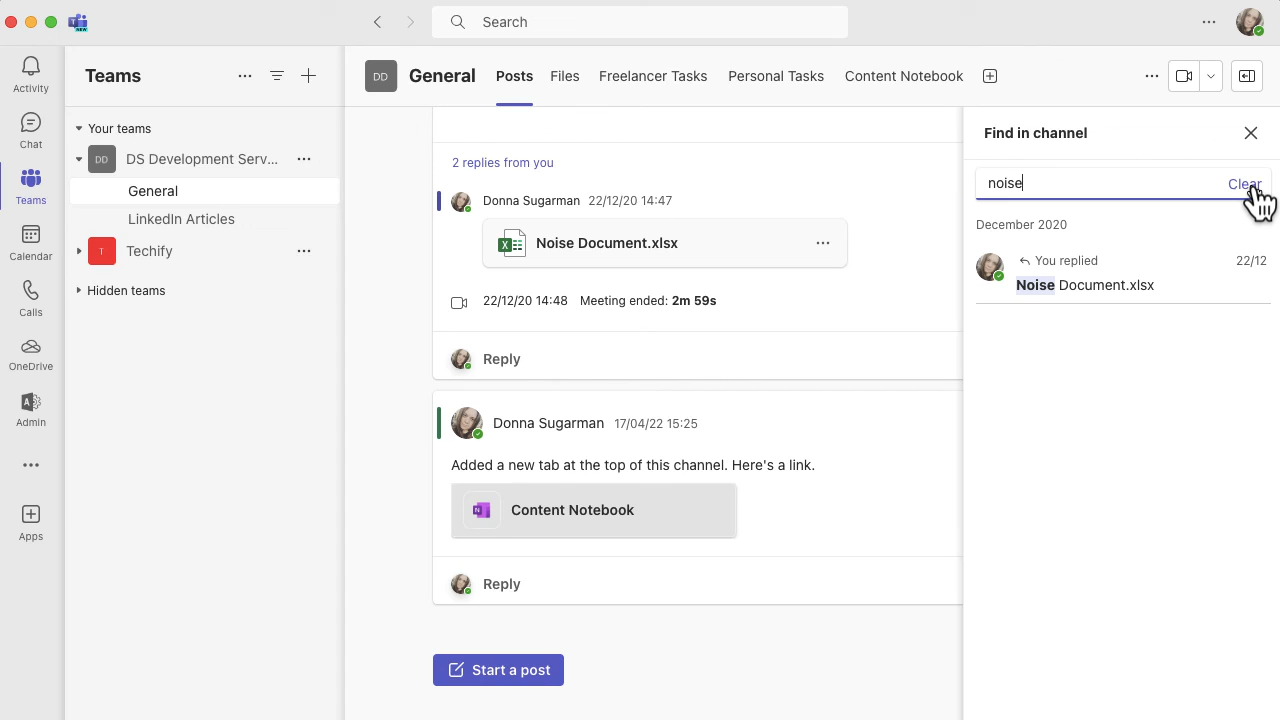 NEW
Search
Activity
Chat
Teams
Calendar
Calls
OneDrive
Admin
Apps
Teams
Your teams
DD DS Development Serv...
General
LinkedIn Articles
T Techify
Hidden teams
DD General Posts Files Freelancer Tasks Personal Tasks Content Notebook
2 replies from you
Donna Sugarman 22/12/20 14:47
Noise Document.xlsx
22/12/20 14:48 Meeting ended: 2m 59s
Reply
Donna Sugarman 17/04/22 15:25
Added a new tab at the top of this channel. Here's a link.
N Content Notebook
Reply
Start a post
Find in channel
noise Clear
December 2020
You replied 22/12
Noise Document.xlsx